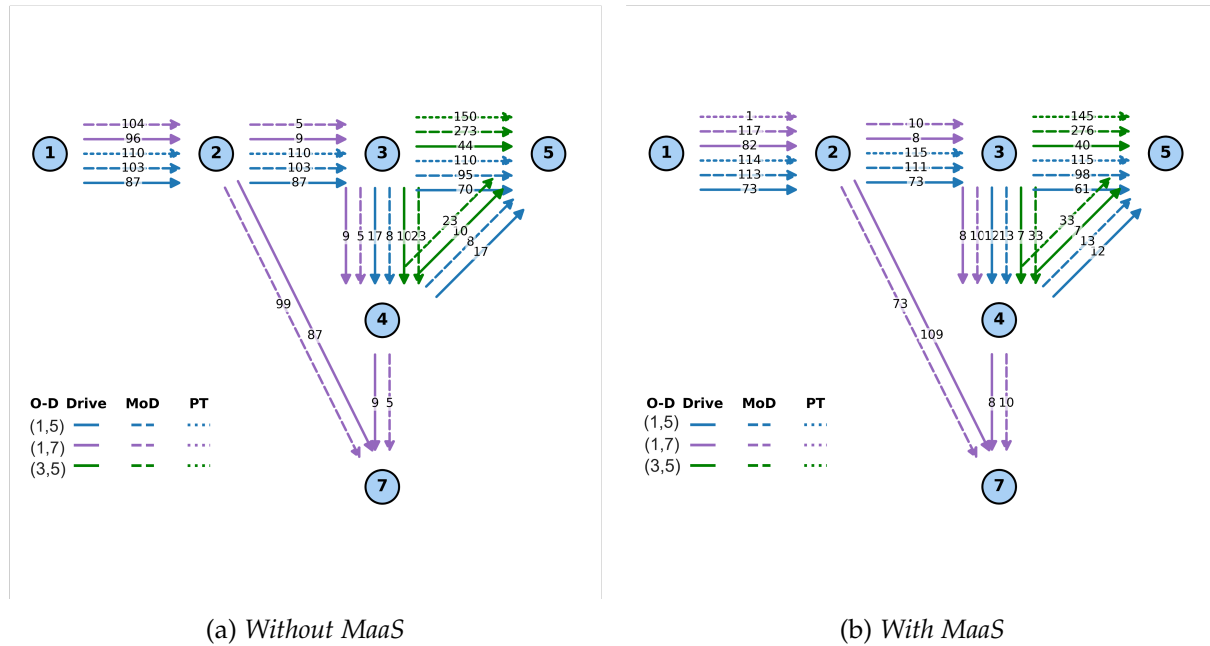 104 5 150
96 9 273
44
1 2 110 110 3 110 5
103 103 95
87 87 70
9 5 17 8 10 23
23
10
8
17
99
87
4
9 5
O-D Drive MoD PT
(1,5)
(1,7)
(3,5)
7
(a) Without MaaS
1 10 145
117 8 276
82 40
1 2 114 115 3 115 5
113 111 98
73 73 61
8 10 12 13 7 33
33
7
13
12
73
109
4
8 10
O-D Drive MoD PT
(1,5)
(1,7)
(3,5)
7
(b) With MaaS